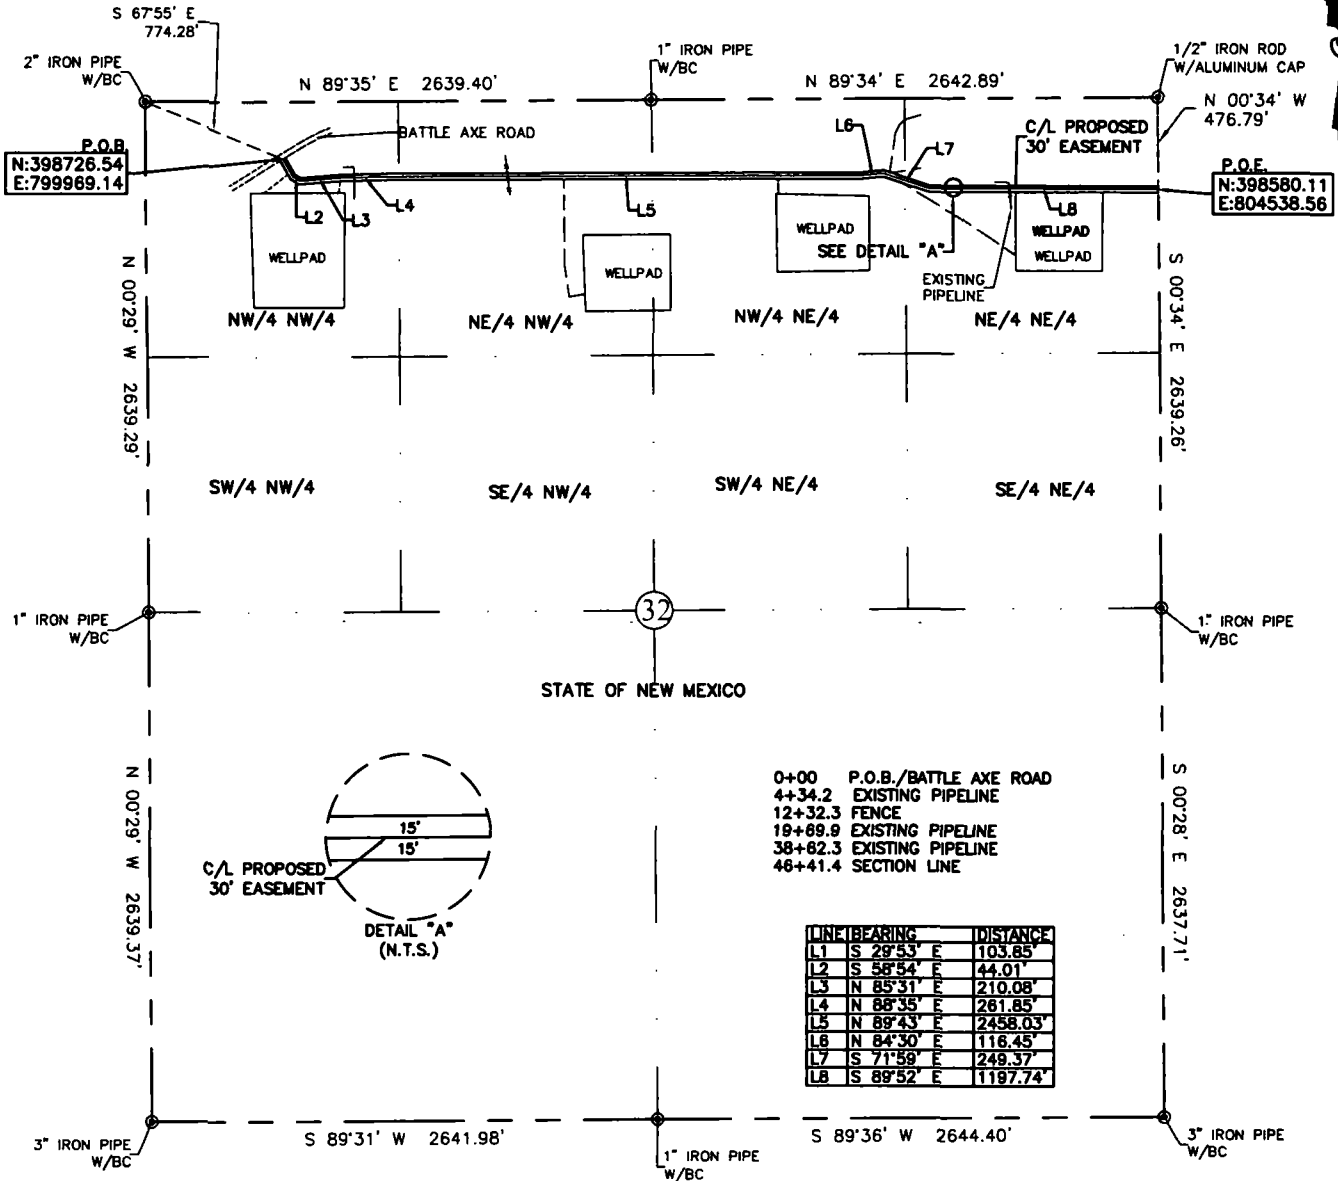 S 67°55' E
774.28'
2" IRON PIPE
W/BC
N 89°35' E 2639.40'
1" IRON PIPE
W/BC
N 89°34' E 2642.89'
1/2" IRON ROD
W/ALUMINUM CAP
N 00°34' W
476.79'
P.O.B.
N:398726.54
E:799969.14
BATTLE AXE ROAD
L6
L7
C/L PROPOSED
30' EASEMENT
P.O.E.
N:398580.11
E:804538.56
L2
L3
L4
L5
L8
WELLPAD
WELLPAD
WELLPAD
WELLPAD
WELLPAD
SEE DETAIL "A"
EXISTING
PIPELINE
N 00°29' W 2639.29'
S 00°34' E 2639.26'
NW/4 NW/4
NE/4 NW/4
NW/4 NE/4
NE/4 NE/4
SW/4 NW/4
SE/4 NW/4
SW/4 NE/4
SE/4 NE/4
1" IRON PIPE
W/BC
32
1" IRON PIPE
W/BC
STATE OF NEW MEXICO
N 00°29' W 2639.37'
S 00°28' E 2637.71'
15'
15'
C/L PROPOSED
30' EASEMENT
DETAIL "A"
(N.T.S.)
0+00 P.O.B./BATTLE AXE ROAD
4+34.2 EXISTING PIPELINE
12+32.3 FENCE
19+69.9 EXISTING PIPELINE
38+62.3 EXISTING PIPELINE
46+41.4 SECTION LINE
LINE BEARING DISTANCE
L1 S 29°53' E 103.85'
L2 S 58°54' E 44.01'
L3 N 85°31' E 210.08'
L4 N 88°35' E 261.85'
L5 N 89°43' E 2458.03'
L6 N 84°30' E 116.45'
L7 S 71°59' E 249.37'
L8 S 89°52' E 1197.74'
3" IRON PIPE
W/BC
S 89°31' W 2641.98'
1" IRON PIPE
W/BC
S 89°36' W 2644.40'
3" IRON PIPE
W/BC